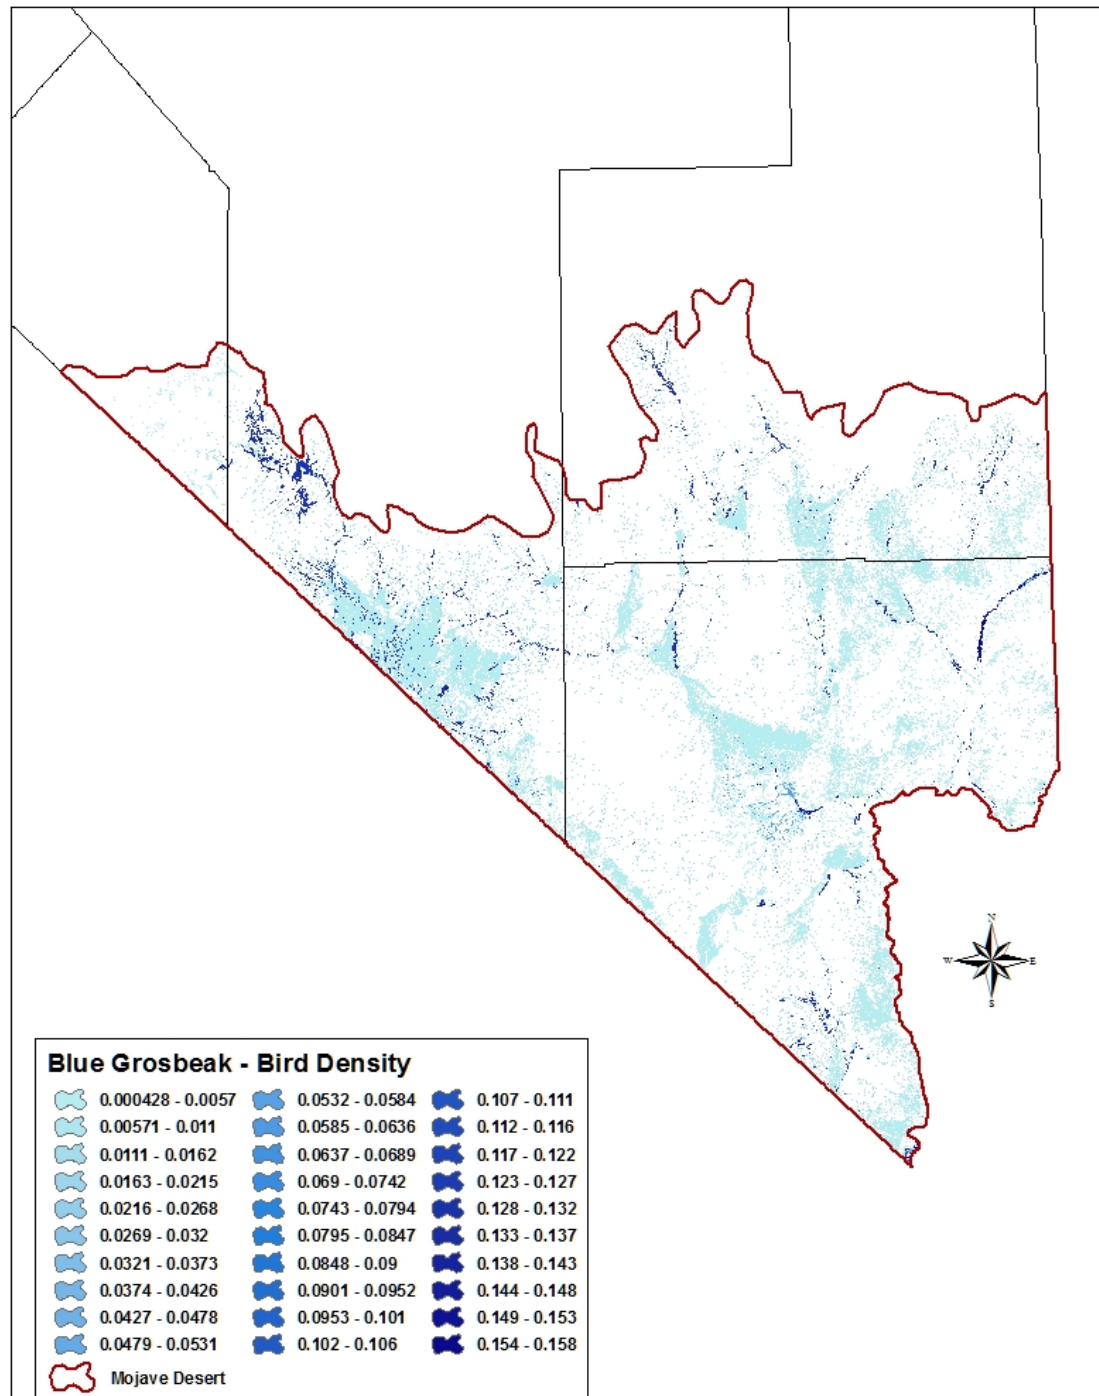 N
W
E
S
Blue Grosbeak - Bird Density
0.000428 - 0.0057 0.0532 - 0.0584 0.107 - 0.111
0.00571 - 0.011 0.0585 - 0.0636 0.112 - 0.116
0.0111 - 0.0162 0.0637 - 0.0689 0.117 - 0.122
0.0163 - 0.0215 0.069 - 0.0742 0.123 - 0.127
0.0216 - 0.0268 0.0743 - 0.0794 0.128 - 0.132
0.0269 - 0.032 0.0795 - 0.0847 0.133 - 0.137
0.0321 - 0.0373 0.0848 - 0.09 0.138 - 0.143
0.0374 - 0.0426 0.0901 - 0.0952 0.144 - 0.148
0.0427 - 0.0478 0.0953 - 0.101 0.149 - 0.153
0.0479 - 0.0531 0.102 - 0.106 0.154 - 0.158
Mojave Desert